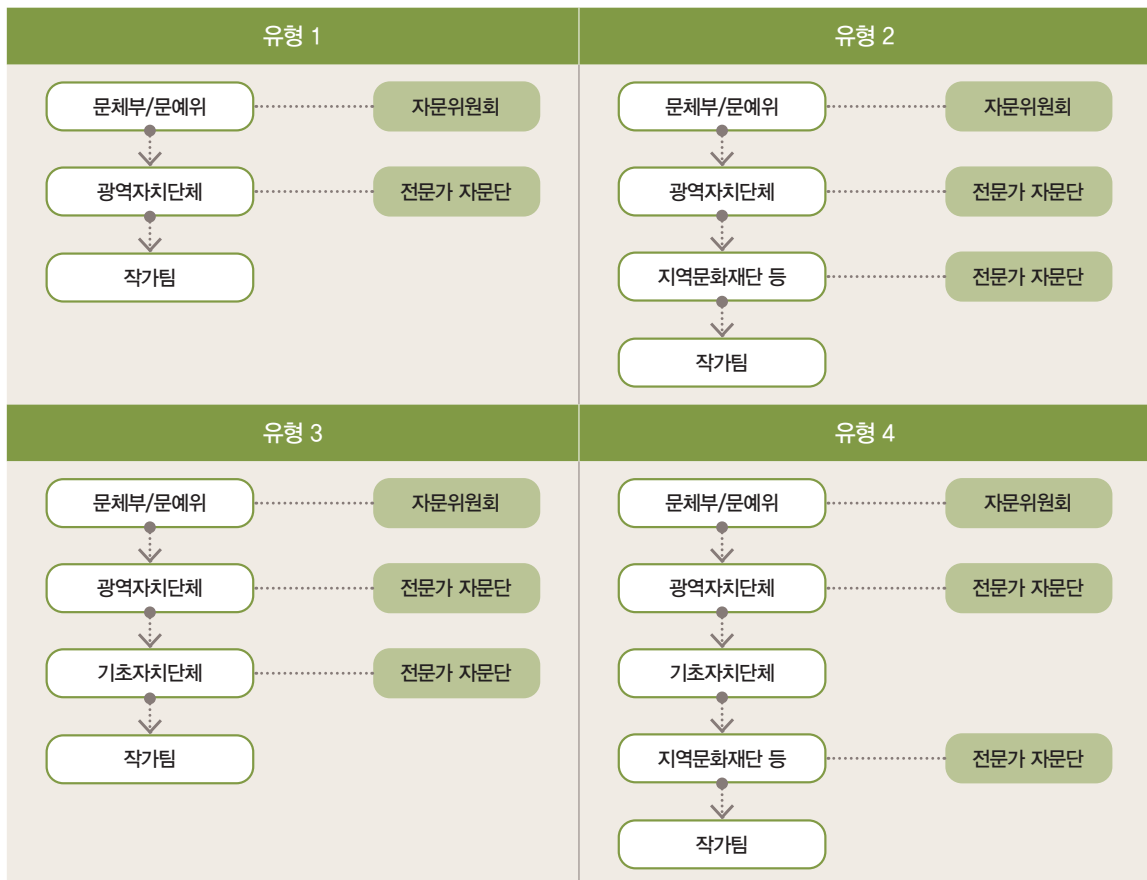 유형 1
문체부/문예위
자문위원회
광역자치단체
전문가 자문단
작가팀
유형 2
문체부/문예위
자문위원회
광역자치단체
전문가 자문단
지역문화재단 등
전문가 자문단
작가팀
유형 3
문체부/문예위
자문위원회
광역자치단체
전문가 자문단
기초자치단체
전문가 자문단
작가팀
유형 4
문체부/문예위
자문위원회
광역자치단체
전문가 자문단
기초자치단체
지역문화재단 등
전문가 자문단
작가팀